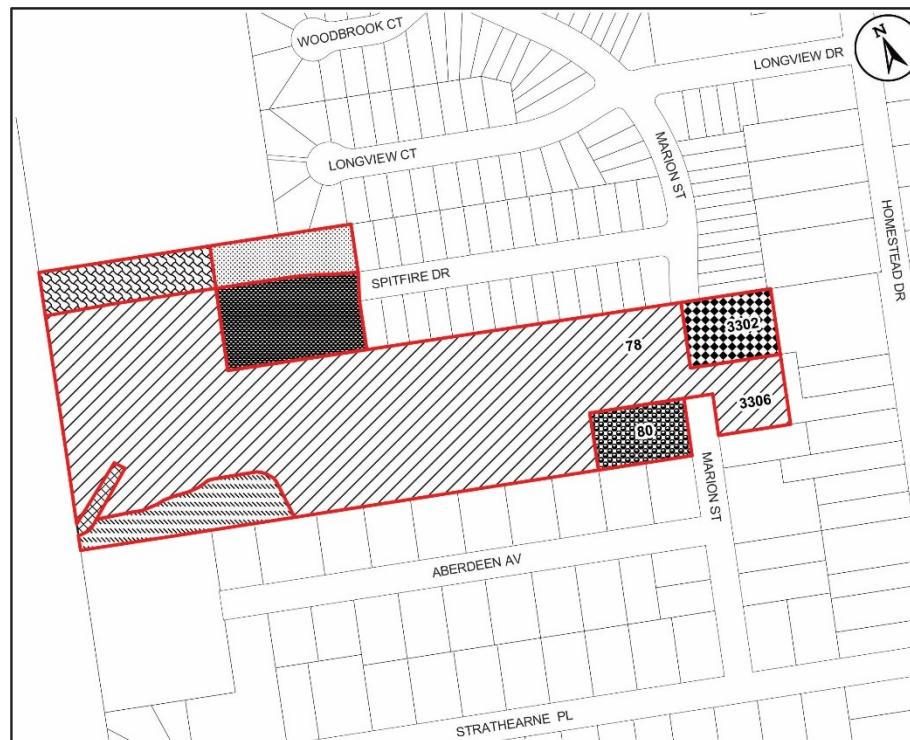 WOODBROOK CT
N
LONGVIEW DR
LONGVIEW CT
MARION ST
HOMESTEAD DR
SPITFIRE DR
3302
78
3306
80
MARION ST
ABERDEEN AV
STRATHEARNE PL